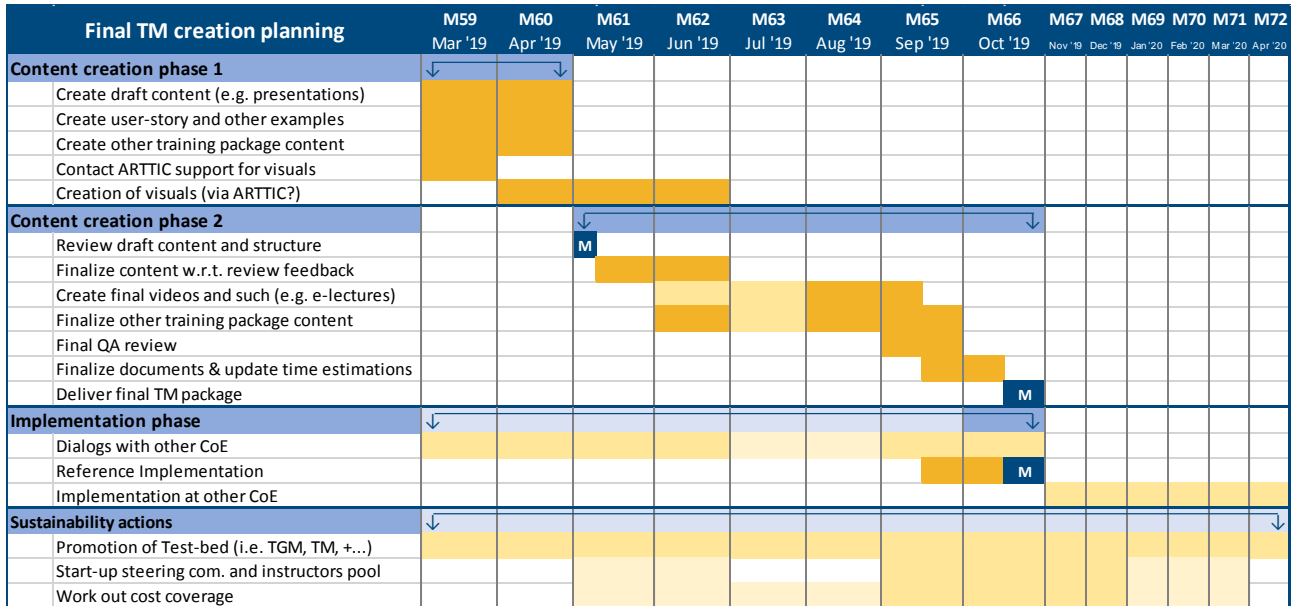 Final TM creation planning
M59 M60 M61 M62 M63 M64 M65 M66 M67 M68 M69 M70 M71 M72
Mar '19 Apr '19 May '19 Jun '19 Jul '19 Aug '19 Sep '19 Oct '19 Nov '19 Dec '19 Jan '20 Feb '20 Mar '20 Apr '20
Content creation phase 1
Create draft content (e.g. presentations)
Create user-story and other examples
Create other training package content
Contact ARTTIC support for visuals
Creation of visuals (via ARTTIC?)
Content creation phase 2
Review draft content and structure M
Finalize content w.r.t. review feedback
Create final videos and such (e.g. e-lectures)
Finalize other training package content
Final QA review
Finalize documents & update time estimations
Deliver final TM package M
Implementation phase
Dialogs with other CoE
Reference Implementation M
Implementation at other CoE
Sustainability actions
Promotion of Test-bed (i.e. TGM, TM, +...)
Start-up steering com. and instructors pool
Work out cost coverage